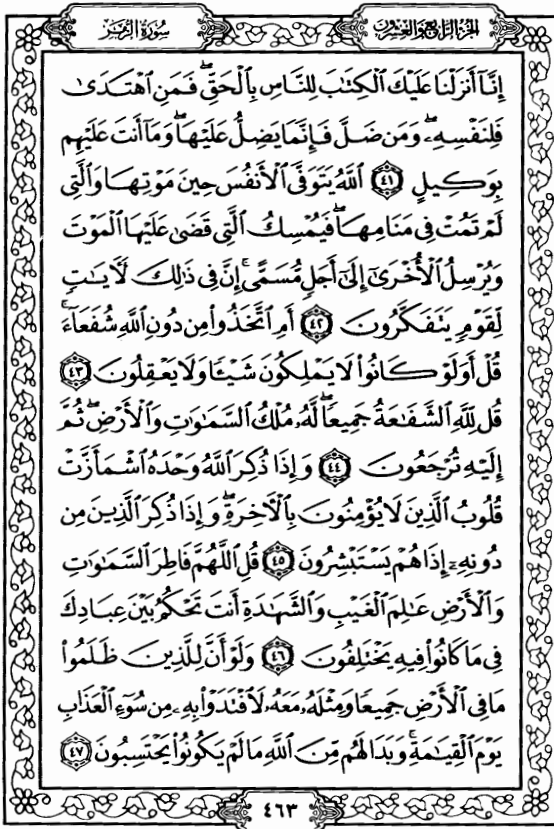 الجزء الرابع والعشرون
سورة الزمر
إِنَّآ أَنزَلْنَا عَلَيْكَ ٱلْكِتَٰبَ لِلنَّاسِ بِٱلْحَقِّ ۖ فَمَنِ ٱهْتَدَىٰ
فَلِنَفْسِهِۦ ۖ وَمَن ضَلَّ فَإِنَّمَا يَضِلُّ عَلَيْهَا ۖ وَمَآ أَنتَ عَلَيْهِم
بِوَكِيلٍ ٤١ ٱللَّهُ يَتَوَفَّى ٱلْأَنفُسَ حِينَ مَوْتِهَا وَٱلَّتِى
لَمْ تَمُتْ فِى مَنَامِهَا ۖ فَيُمْسِكُ ٱلَّتِى قَضَىٰ عَلَيْهَا ٱلْمَوْتَ
وَيُرْسِلُ ٱلْأُخْرَىٰٓ إِلَىٰٓ أَجَلٍ مُّسَمًّى ۚ إِنَّ فِى ذَٰلِكَ لَءَايَٰتٍ
لِّقَوْمٍ يَتَفَكَّرُونَ ٤٢ أَمِ ٱتَّخَذُوا۟ مِن دُونِ ٱللَّهِ شُفَعَآءَ ۚ
قُلْ أَوَلَوْ كَانُوا۟ لَا يَمْلِكُونَ شَيْـًٔا وَلَا يَعْقِلُونَ ٤٣
قُل لِّلَّهِ ٱلشَّفَٰعَةُ جَمِيعًا ۖ لَّهُۥ مُلْكُ ٱلسَّمَٰوَٰتِ وَٱلْأَرْضِ ۖ ثُمَّ
إِلَيْهِ تُرْجَعُونَ ٤٤ وَإِذَا ذُكِرَ ٱللَّهُ وَحْدَهُ ٱشْمَأَزَّتْ
قُلُوبُ ٱلَّذِينَ لَا يُؤْمِنُونَ بِٱلْءَاخِرَةِ ۖ وَإِذَا ذُكِرَ ٱلَّذِينَ مِن
دُونِهِۦٓ إِذَا هُمْ يَسْتَبْشِرُونَ ٤٥ قُلِ ٱللَّهُمَّ فَاطِرَ ٱلسَّمَٰوَٰتِ
وَٱلْأَرْضِ عَٰلِمَ ٱلْغَيْبِ وَٱلشَّهَٰدَةِ أَنتَ تَحْكُمُ بَيْنَ عِبَادِكَ
فِى مَا كَانُوا۟ فِيهِ يَخْتَلِفُونَ ٤٦ وَلَوْ أَنَّ لِلَّذِينَ ظَلَمُوا۟
مَا فِى ٱلْأَرْضِ جَمِيعًا وَمِثْلَهُۥ مَعَهُۥ لَٱفْتَدَوْا۟ بِهِۦ مِن سُوٓءِ ٱلْعَذَابِ
يَوْمَ ٱلْقِيَٰمَةِ ۚ وَبَدَا لَهُم مِّنَ ٱللَّهِ مَا لَمْ يَكُونُوا۟ يَحْتَسِبُونَ ٤٧
٤٦٣